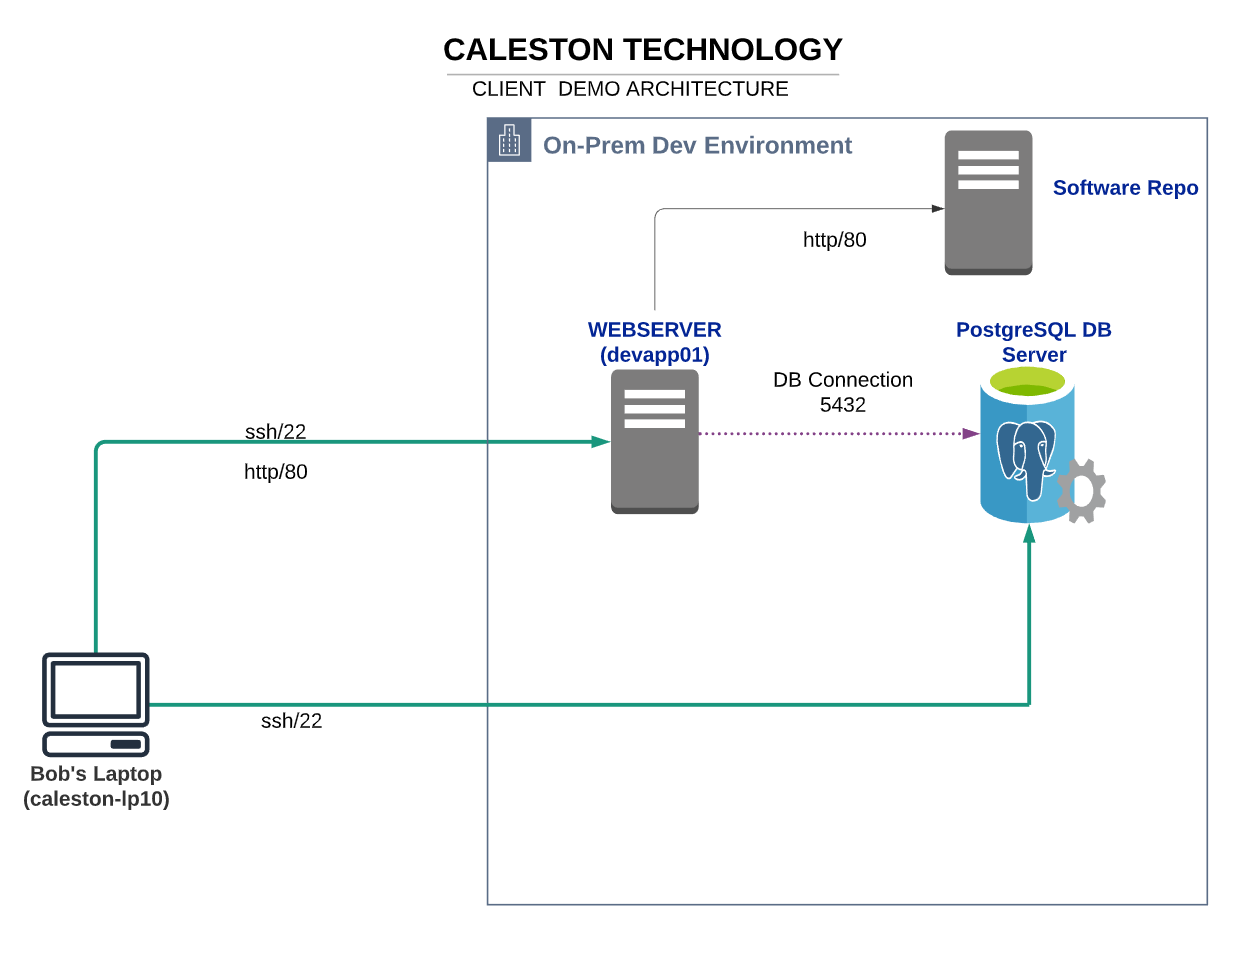 CALESTON TECHNOLOGY
CLIENT DEMO ARCHITECTURE
On-Prem Dev Environment
Software Repo
http/80
WEBSERVER
(devapp01)
PostgreSQL DB
Server
DB Connection
5432
ssh/22
http/80
ssh/22
Bob's Laptop
(caleston-lp10)